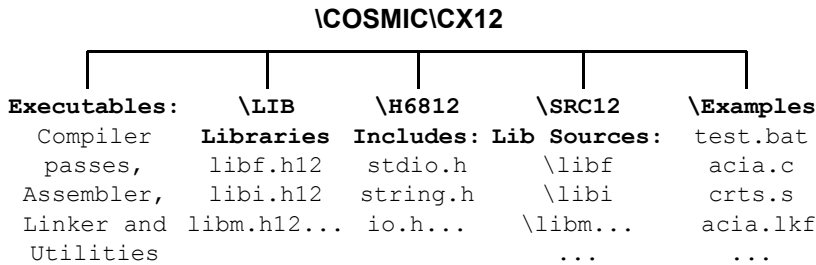 \COSMIC\CX12
Executables: \LIB \H6812 \SRC12 \Examples
Compiler Libraries Includes: Lib Sources: test.bat
passes, libf.h12 stdio.h \libf acia.c
Assembler, libi.h12 string.h \libi crts.s
Linker and libm.h12... io.h... \libm... acia.lkf
Utilities ... ...